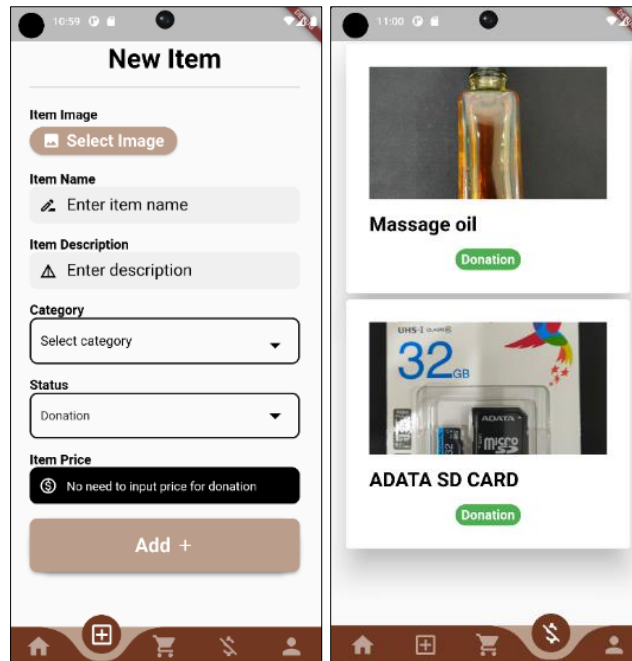 10:59
New Item
Item Image
Select Image
Item Name
Enter item name
Item Description
Enter description
Category
Select category
Status
Donation
Item Price
No need to input price for donation
Add +
11:00
Massage oil
Donation
UHS-I
32GB
ADATA
micro
32
ADATA SD CARD
Donation